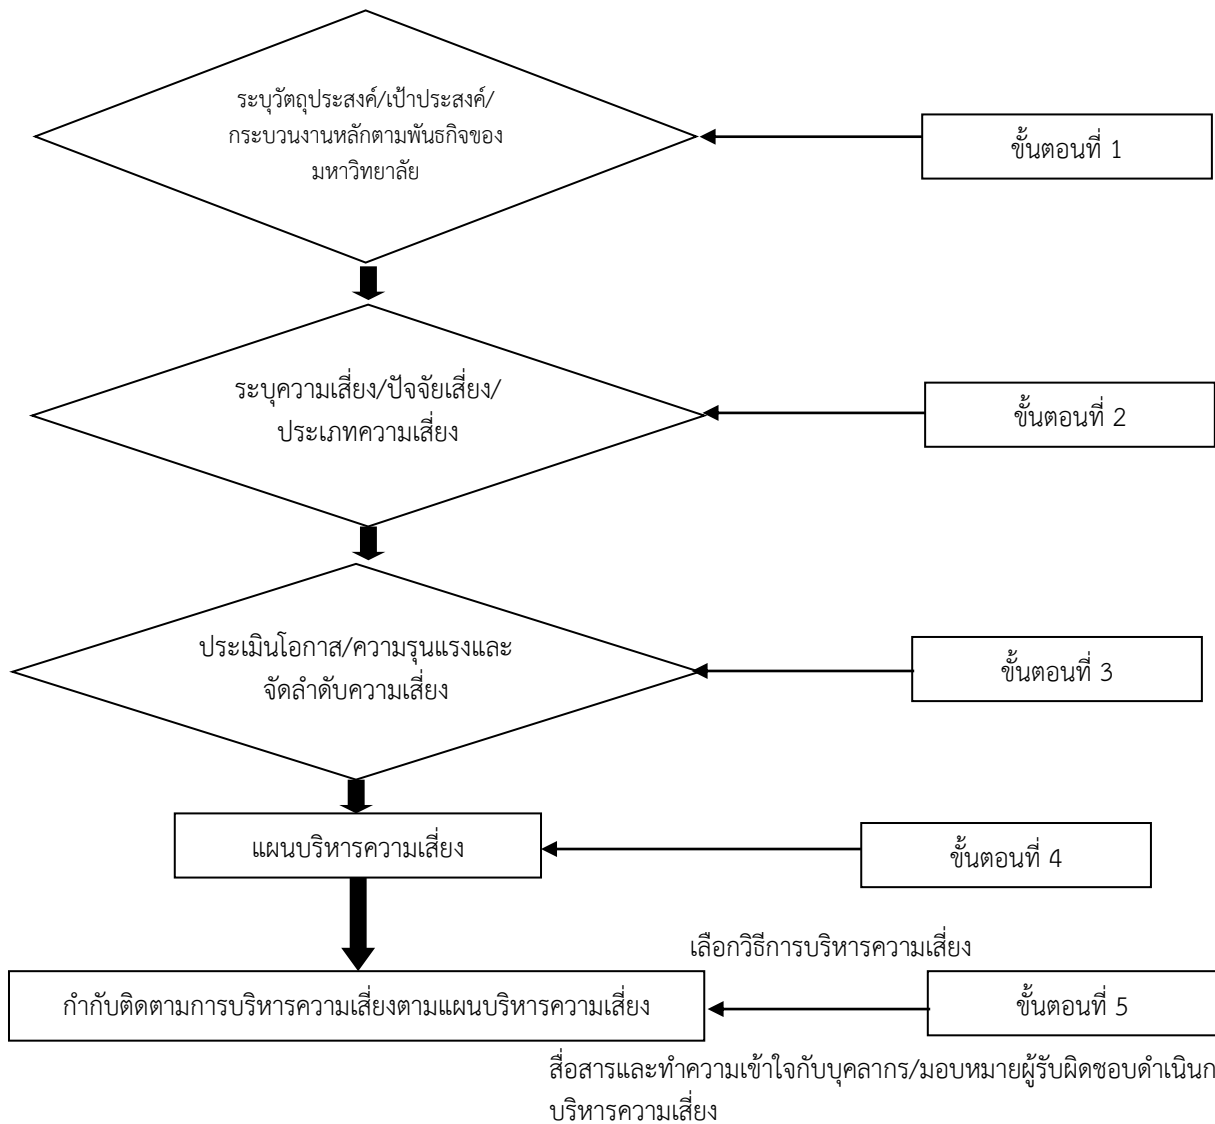 ระบุวัตถุประสงค์/เป้าประสงค์/
กระบวนงานหลักตามพันธกิจของ
มหาวิทยาลัย
ขั้นตอนที่ 1
ระบุความเสี่ยง/ปัจจัยเสี่ยง/
ประเภทความเสี่ยง
ขั้นตอนที่ 2
ประเมินโอกาส/ความรุนแรงและ
จัดลำดับความเสี่ยง
ขั้นตอนที่ 3
แผนบริหารความเสี่ยง
ขั้นตอนที่ 4
เลือกวิธีการบริหารความเสี่ยง
กำกับติดตามการบริหารความเสี่ยงตามแผนบริหารความเสี่ยง
ขั้นตอนที่ 5
สื่อสารและทำความเข้าใจกับบุคลากร/มอบหมายผู้รับผิดชอบดำเนินก
บริหารความเสี่ยง